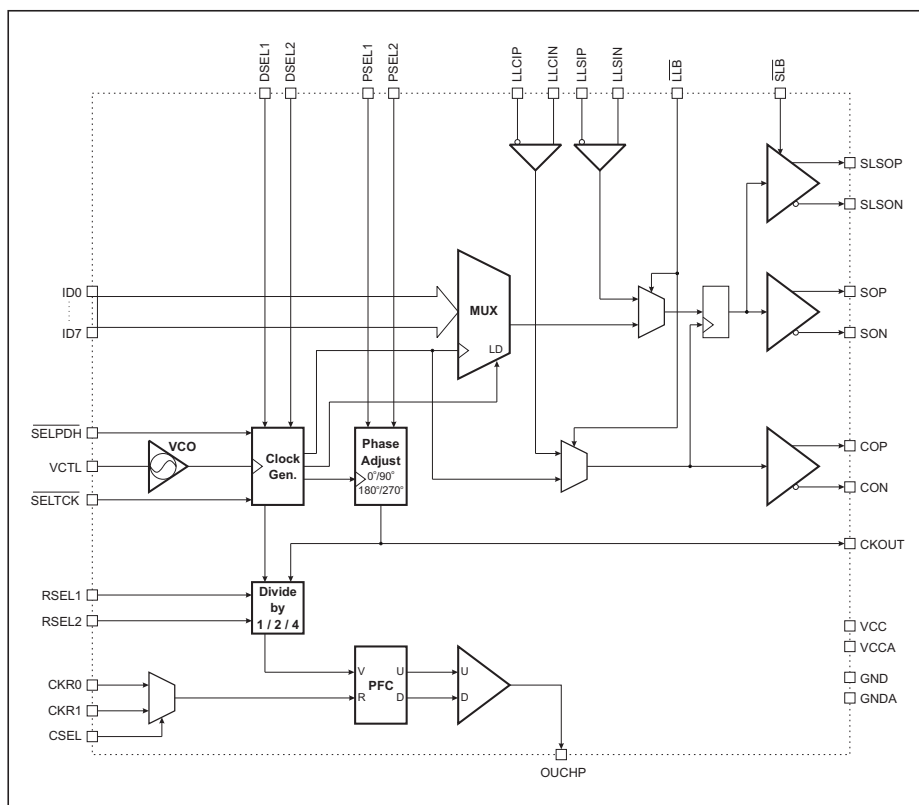 DSEL1
DSEL2
PSEL1
PSEL2
LLCIP
LLCIN
LLSIP
LLSIN
LLB
SLB
SLSOP
SLSON
ID0
ID7
MUX
LD
SOP
SON
SELPDH
VCO
VCTL
SELTCK
Clock
Gen.
Phase
Adjust
0°/90°
180°/270°
COP
CON
CKOUT
RSEL1
RSEL2
Divide
by
1 / 2 / 4
VCC
VCCA
GND
GNDA
CKR0
CKR1
CSEL
V
U
PFC
R
D
U
D
OUCHP